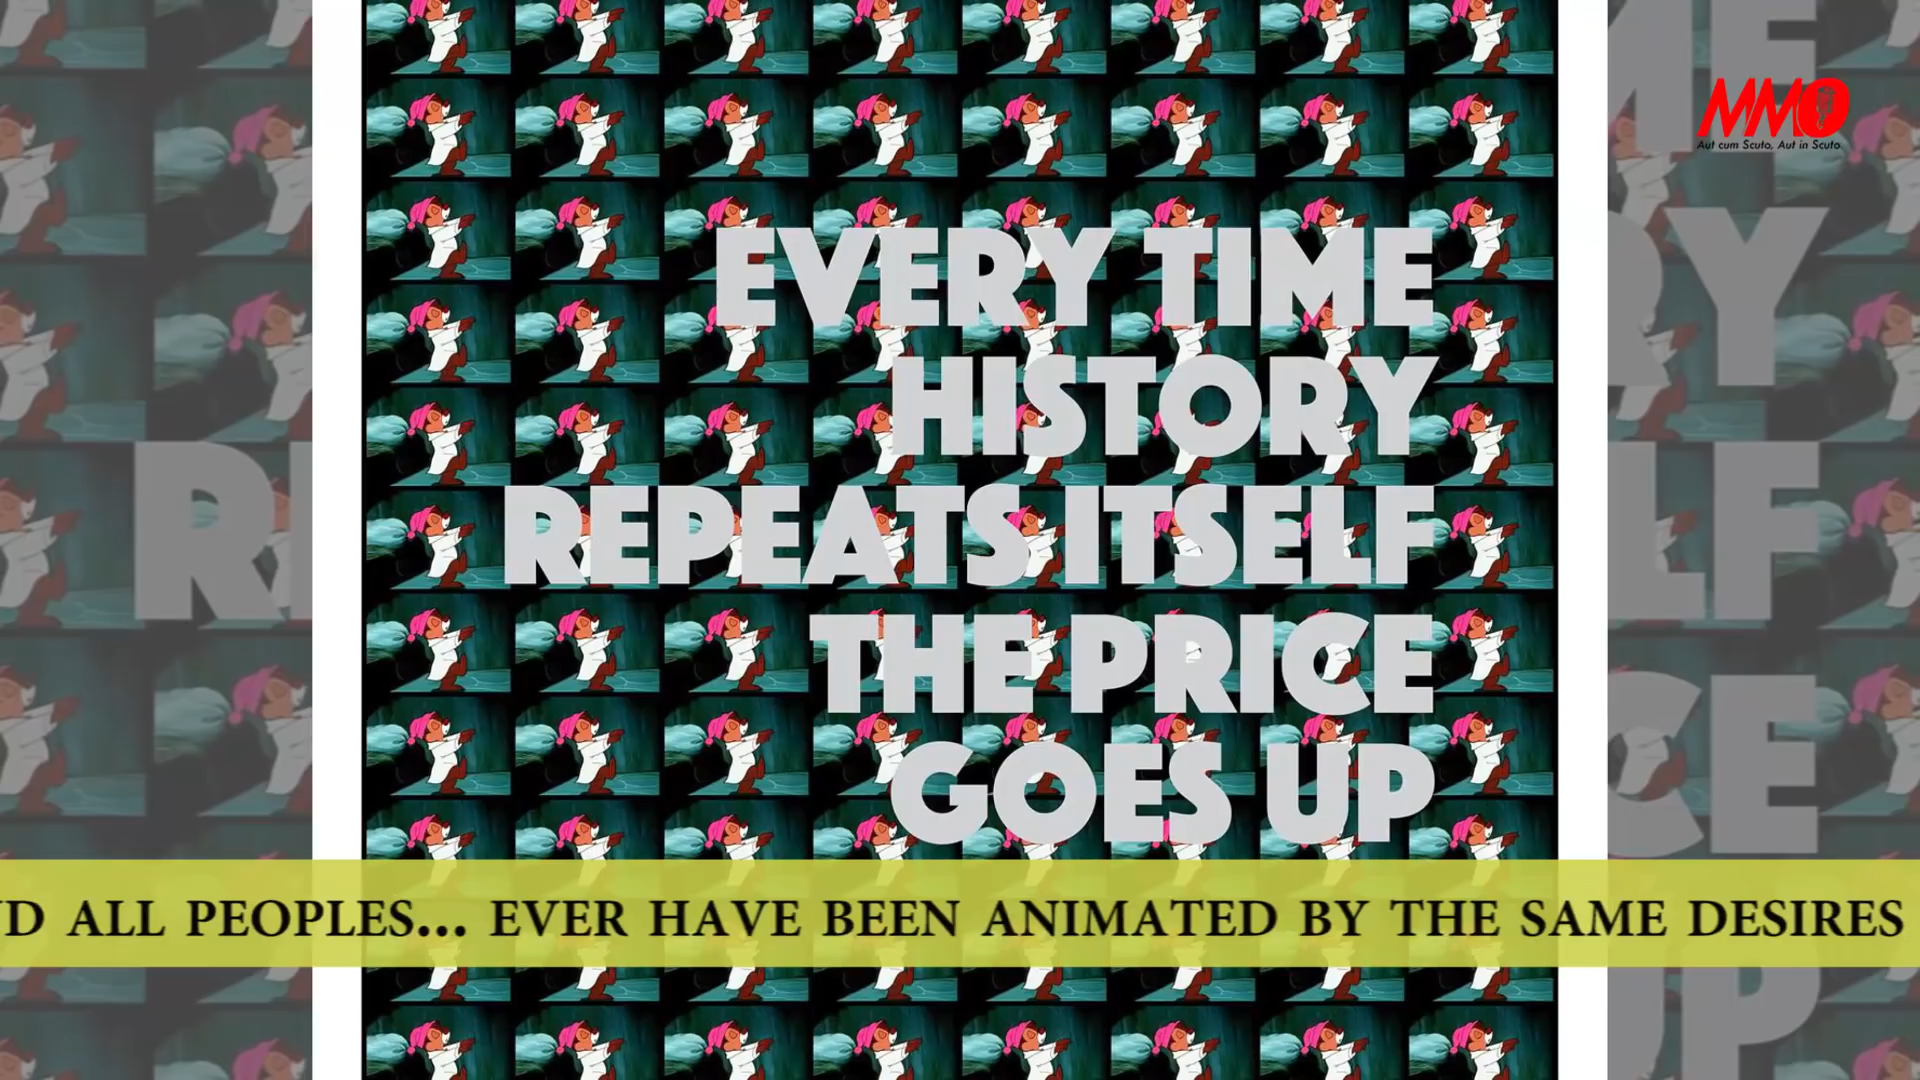 MMO
Aut cum Scuto, Aut in Scuto
EVERY TIME
HISTORY
REPEATS ITSELF
THE PRICE
GOES UP
ALL PEOPLES... EVER HAVE BEEN ANIMATED BY THE SAME DESIRES